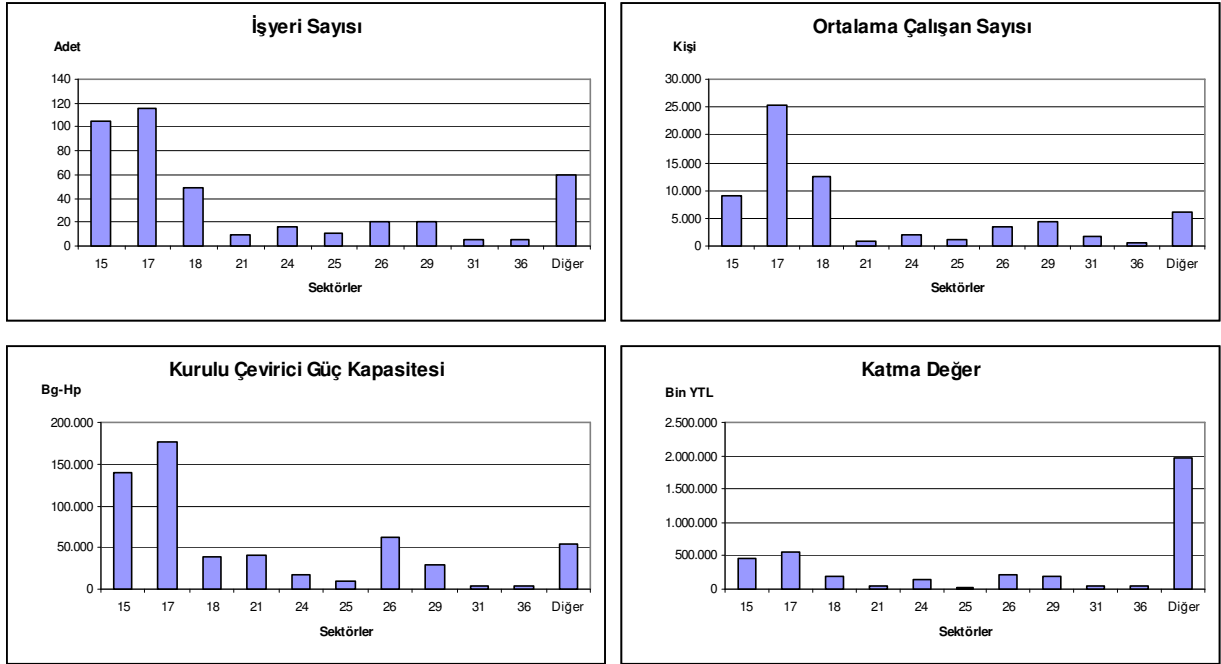 İşyeri Sayısı
Adet
140
120
100
80
60
40
20
0
15 17 18 21 24 25 26 29 31 36 Diğer
Sektörler
Ortalama Çalışan Sayısı
Kişi
30.000
25.000
20.000
15.000
10.000
5.000
0
15 17 18 21 24 25 26 29 31 36 Diğer
Sektörler
Kurulu Çevirici Güç Kapasitesi
Bg-Hp
200.000
150.000
100.000
50.000
0
15 17 18 21 24 25 26 29 31 36 Diğer
Sektörler
Katma Değer
Bin YTL
2.500.000
2.000.000
1.500.000
1.000.000
500.000
0
15 17 18 21 24 25 26 29 31 36 Diğer
Sektörler